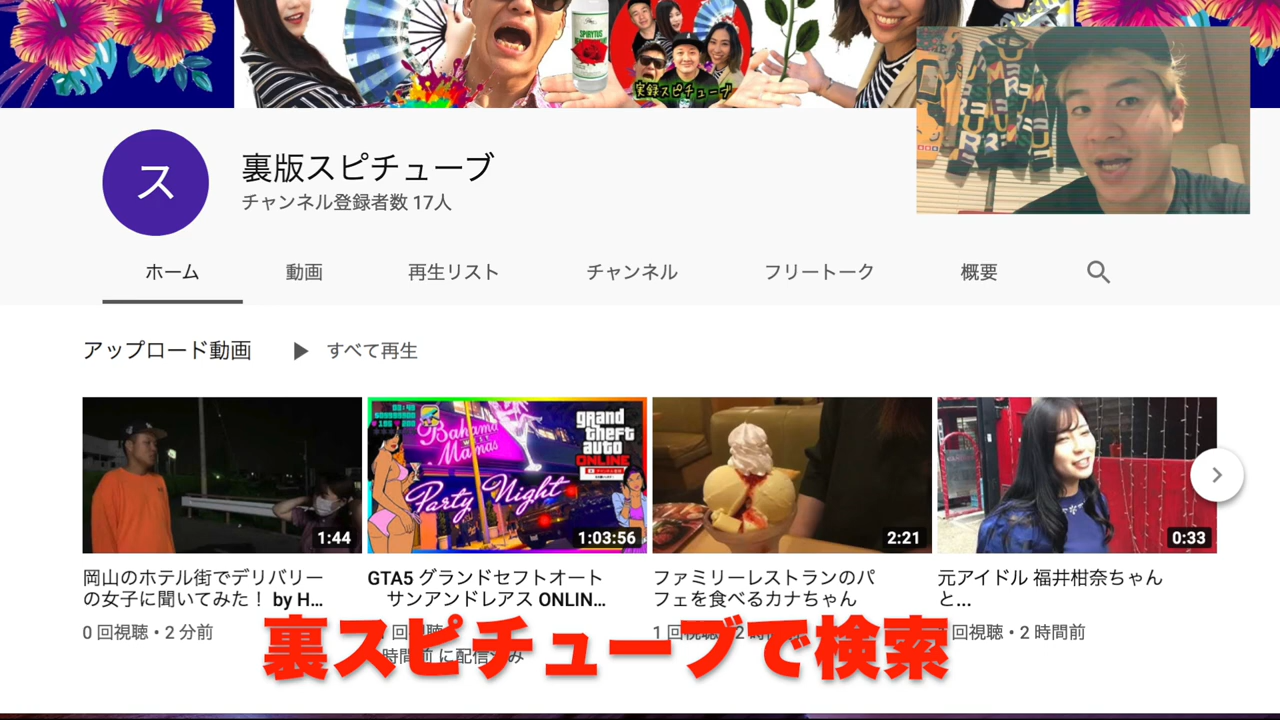 SPIRYTUS
実録スピチューブ
ス
裏版スピチューブ
チャンネル登録者数 17人
ホーム
動画
再生リスト
チャンネル
フリートーク
概要
アップロード動画
すべて再生
1:44
Bahama
Mamas
Party Night
grand
theft
auto
ONLINE
1:03:56
2:21
0:33
岡山のホテル街でデリバリー
の女子に聞いてみた！ by H...
GTA5 グランドセフトオート
サンアンドレアス ONLIN...
ファミリーレストランのパ
フェを食べるカナちゃん
元アイドル 福井柑奈ちゃん
と...
0 回視聴・2 分前
回視聴・2 時間前
裏スピチューブで検索